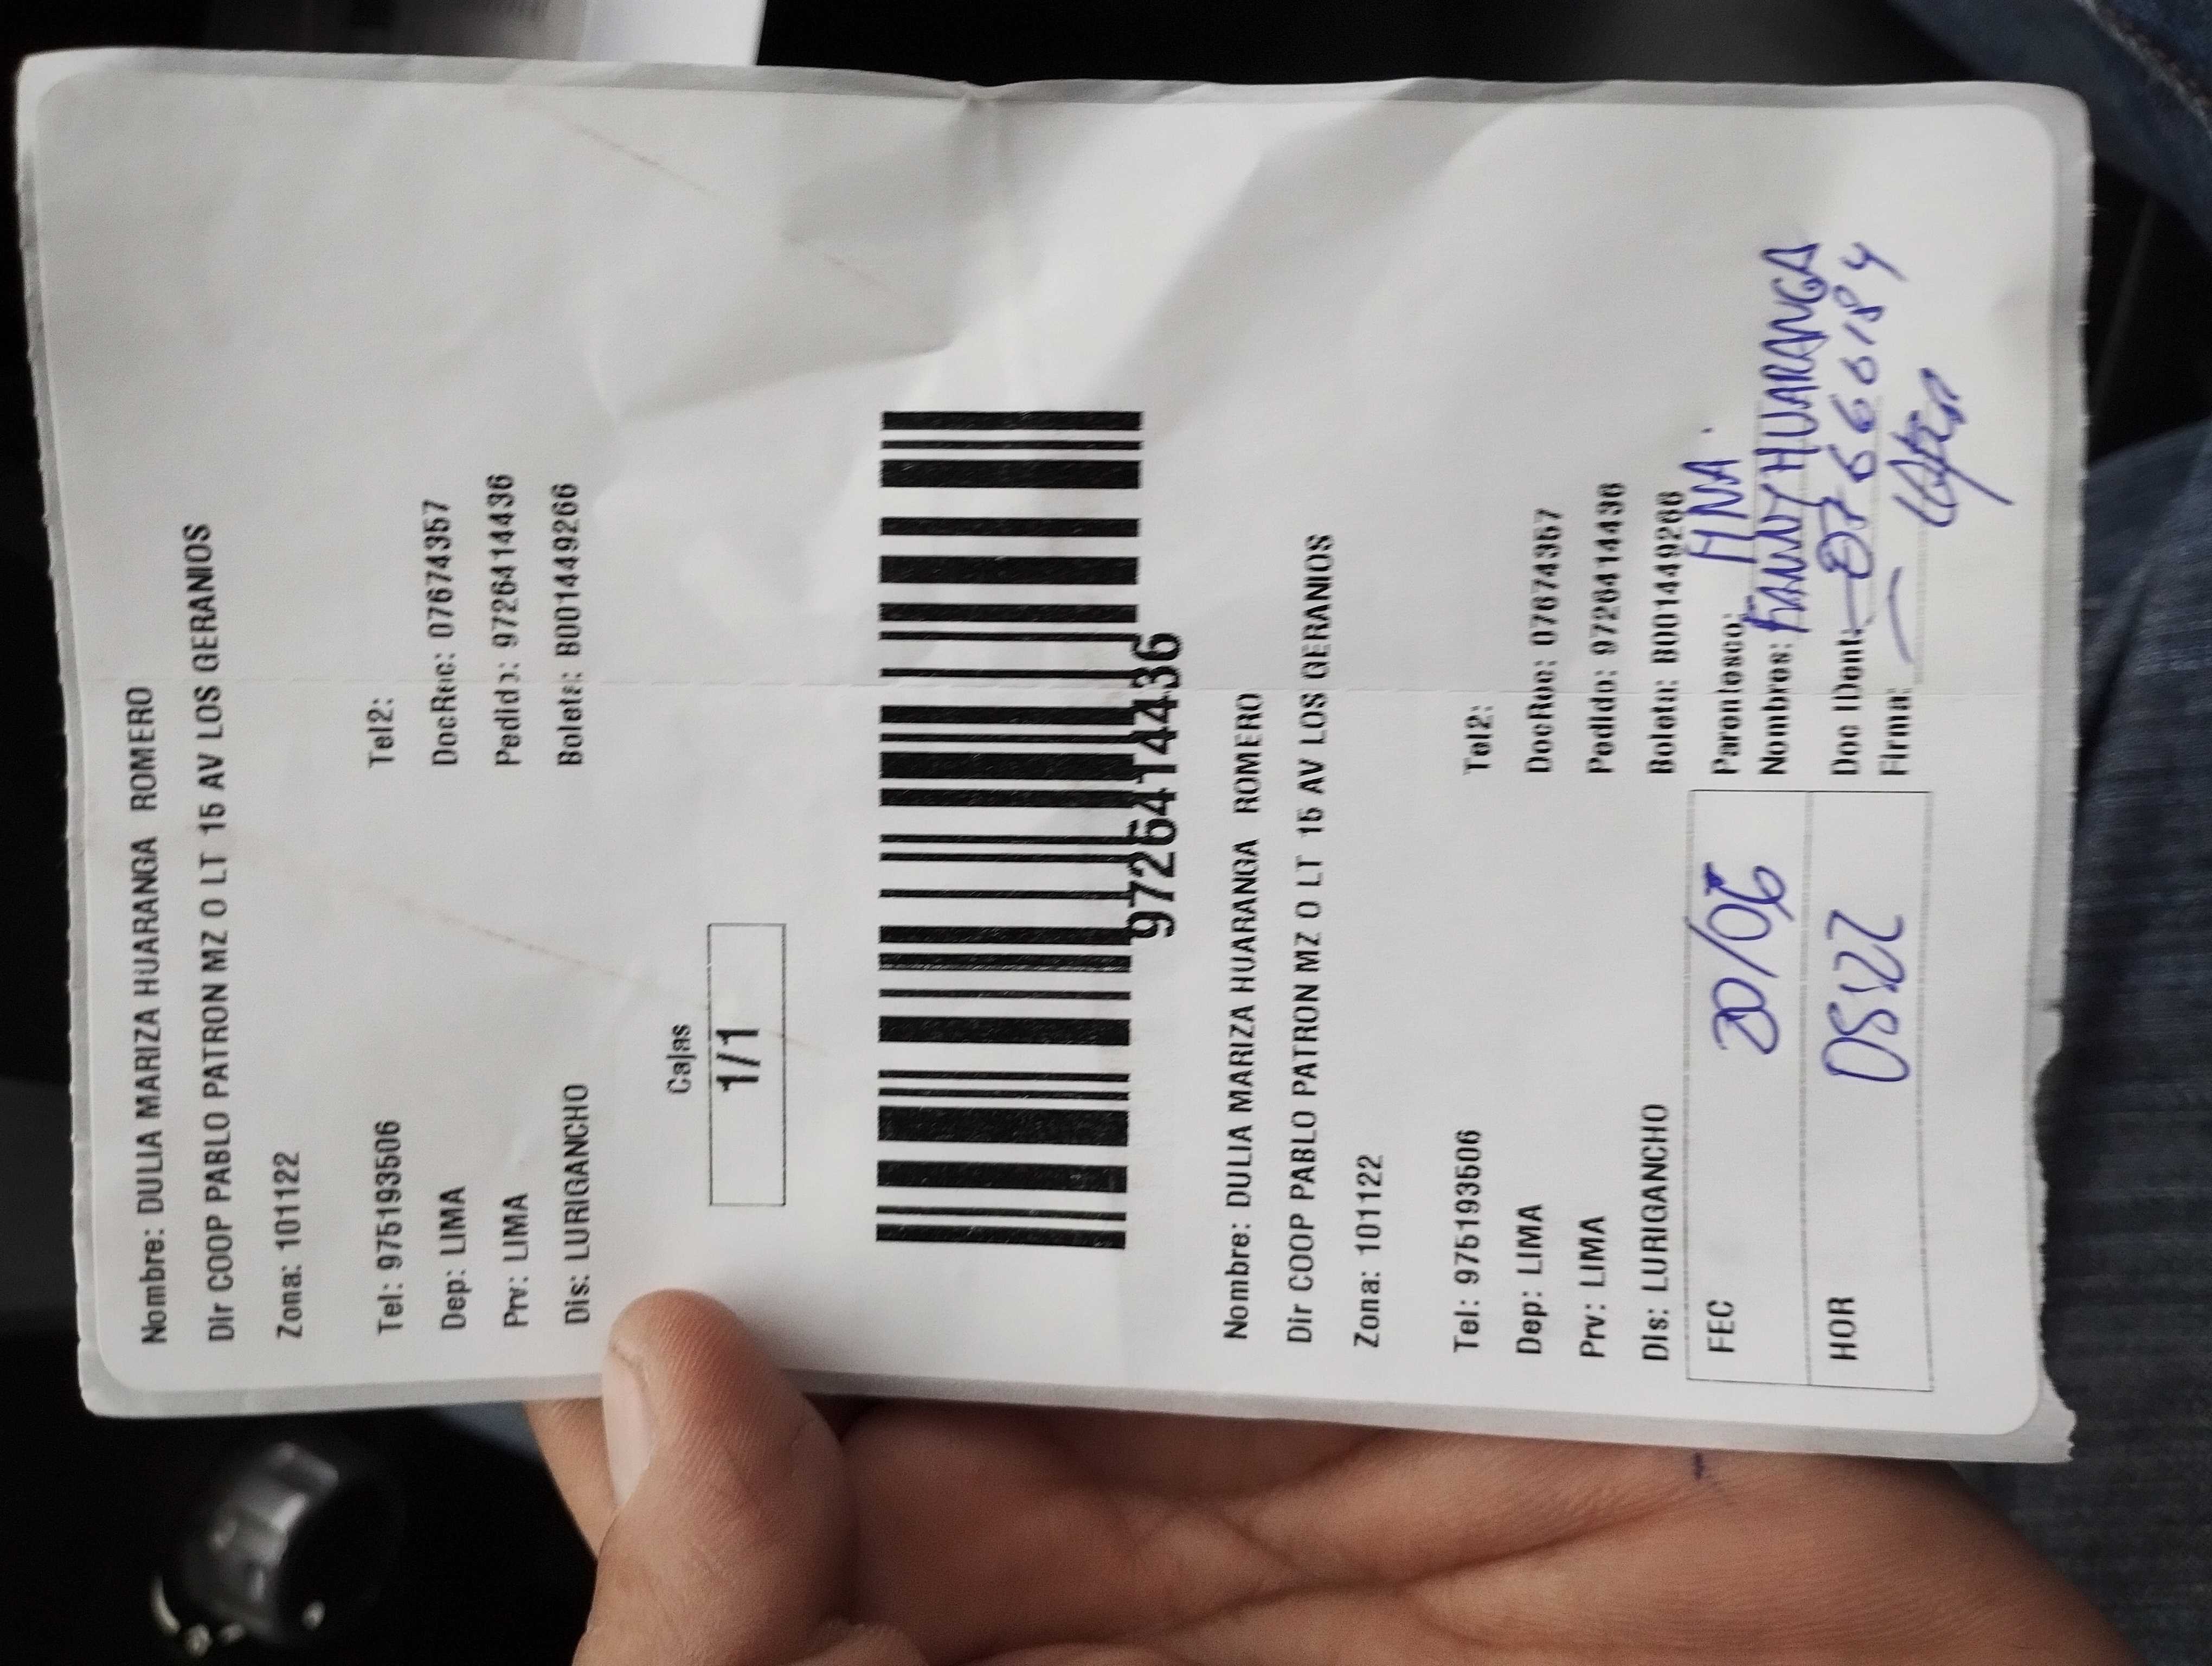 Nombre: DULIA MARIZA HUARANGA ROMERO
Dir COOP PABLO PATRON MZ O LT 15 AV LOS GERANIOS
Zona: 101122
Tel: 975193506 Tel2:
Dep: LIMA DocRec: 07674357
Prv: LIMA Pedido: 9726414436
Dis: LURIGANCHO Boleta: B001449266
Cajas
1/1
9726414436
Nombre: DULIA MARIZA HUARANGA ROMERO
Dir COOP PABLO PATRON MZ O LT 15 AV LOS GERANIOS
Zona: 101122
Tel: 975193506 Tel2:
Dep: LIMA DocRec: 07674357
Prv: LIMA Pedido: 9726414436
Dis: LURIGANCHO Boleta: B001449266
FEC 20/06 Parentesco: HNA.
Nombres: FANNY HUARANGA
HOR Doc IDent: 07666184
Firma: